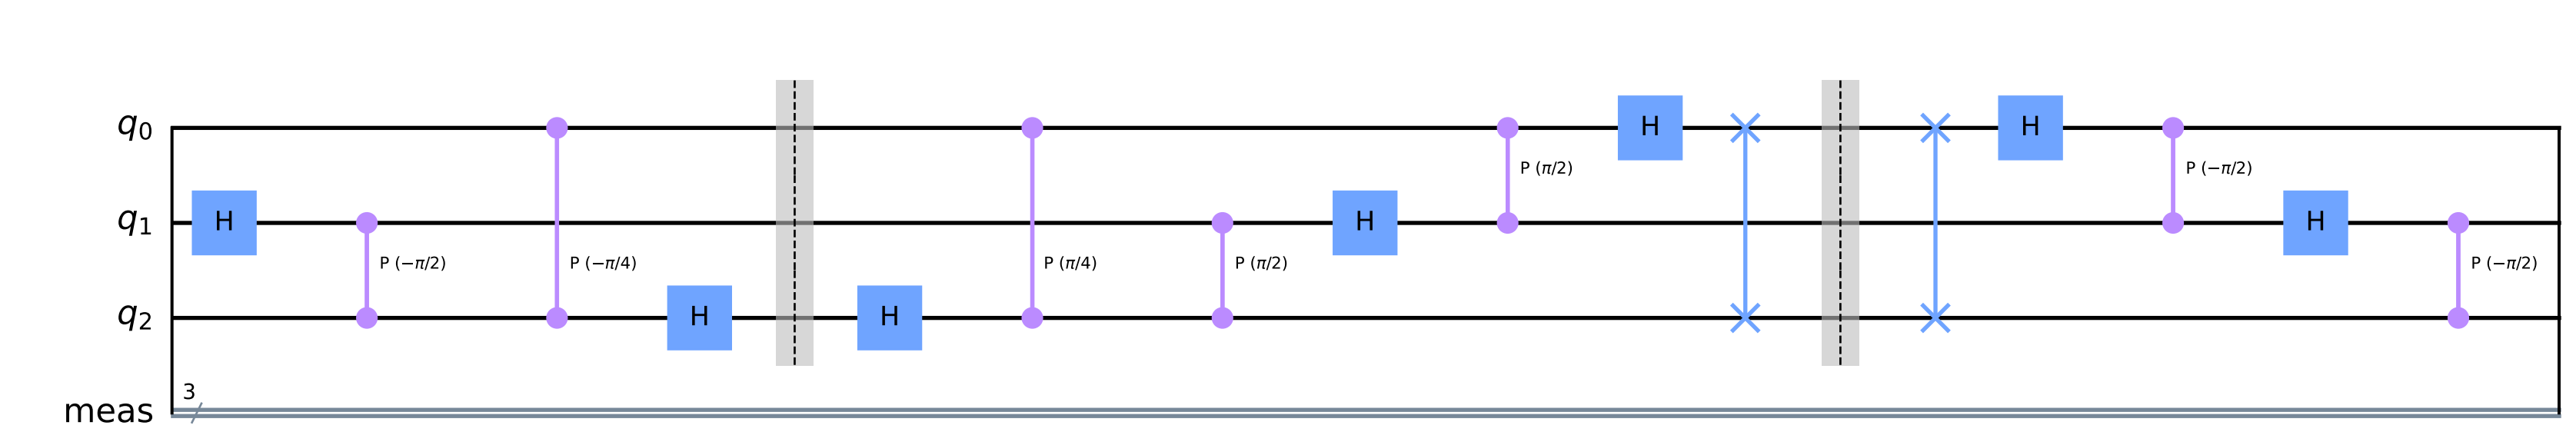 q0 H P (π/2) H H P (−π/2)
q1 H P (−π/2) P (−π/4) P (π/4) P (π/2) H H P (−π/2)
q2 H H
3
meas